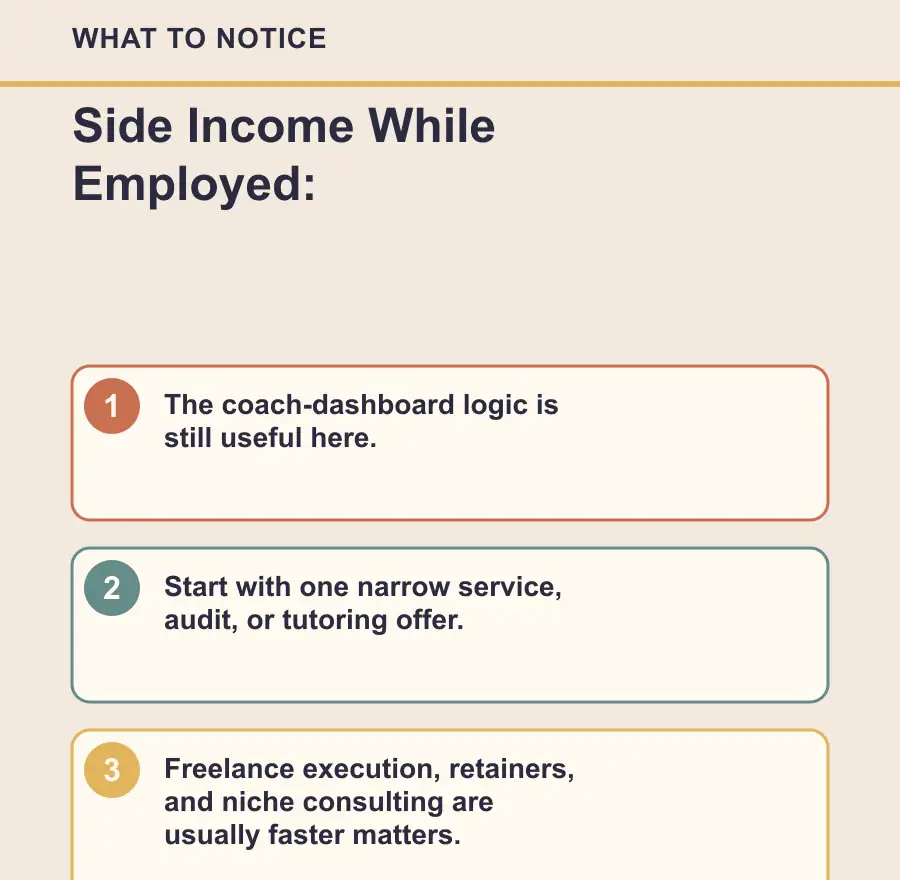 WHAT TO NOTICE
Side Income While
Employed:
1
The coach-dashboard logic is
still useful here.
2
Start with one narrow service,
audit, or tutoring offer.
3
Freelance execution, retainers,
and niche consulting are
usually faster matters.